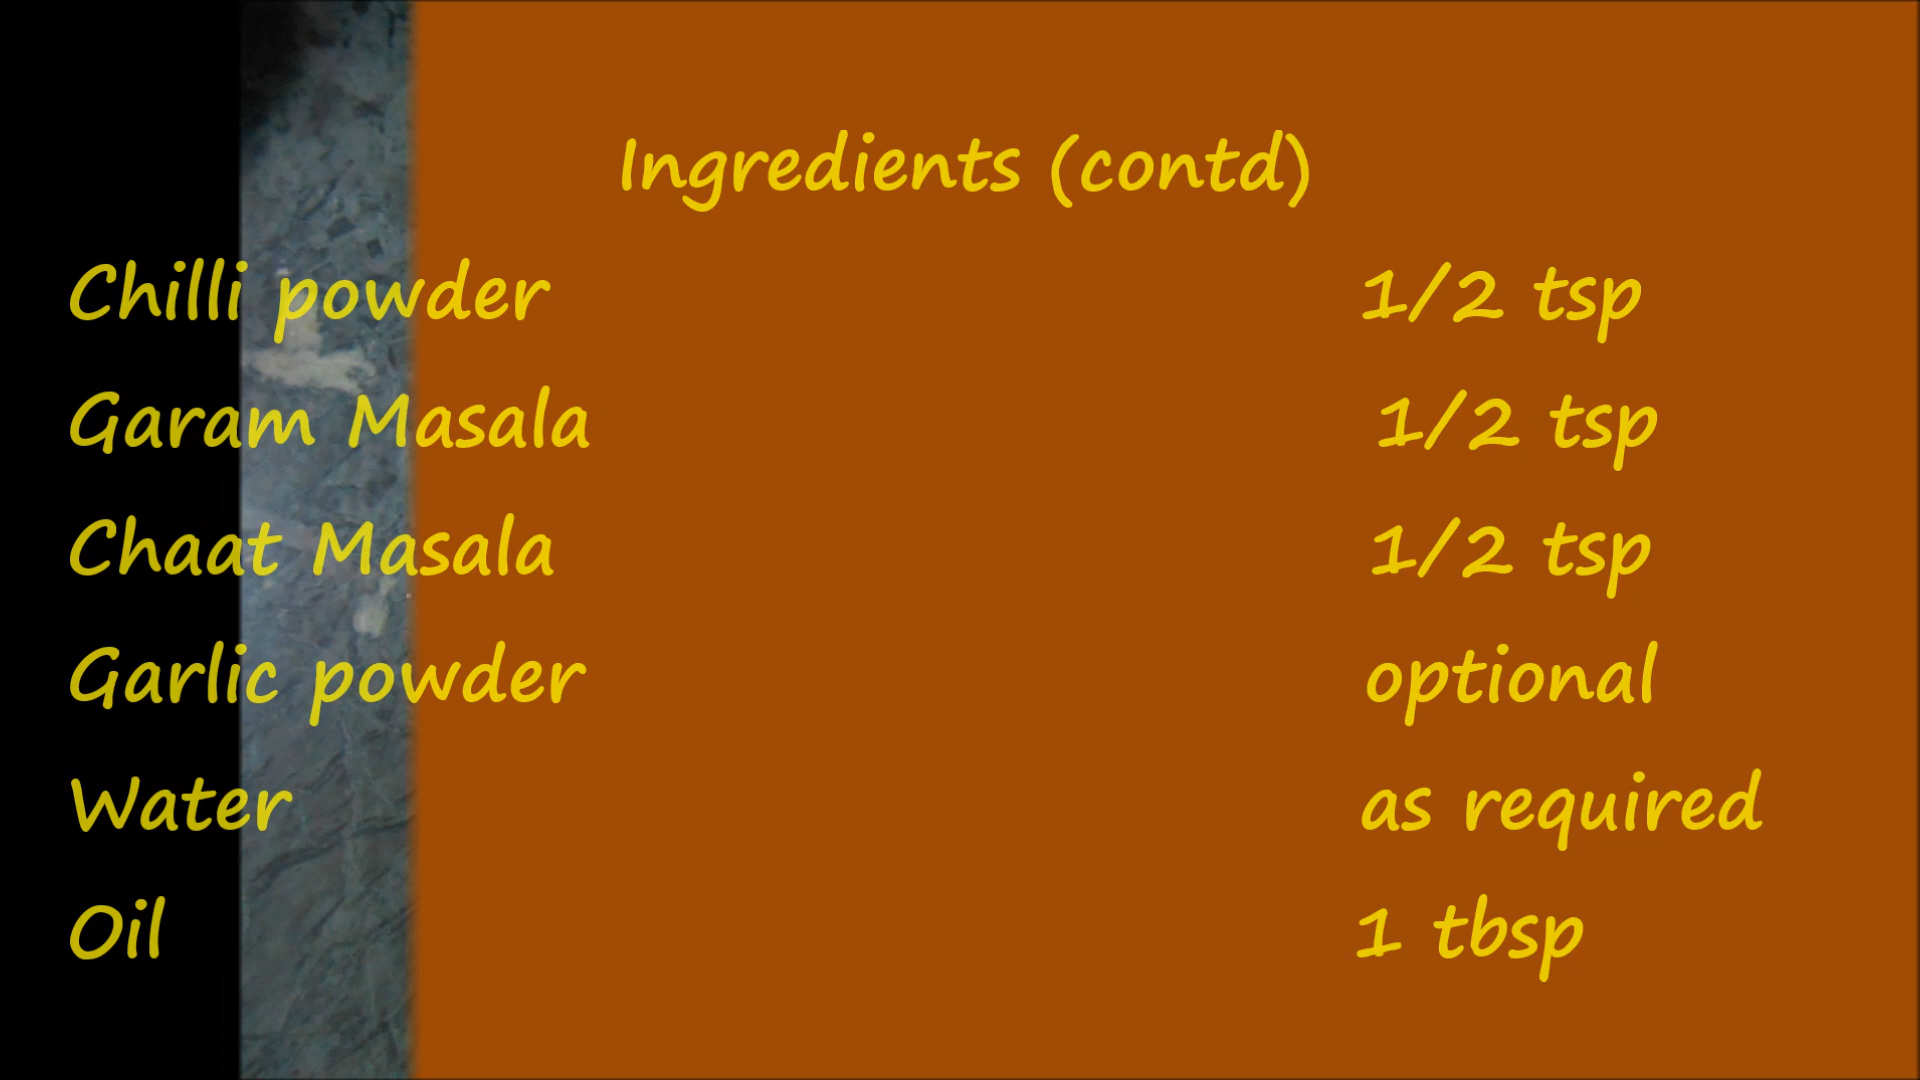 Ingredients (contd)
Chilli powder 1/2 tsp
Garam Masala 1/2 tsp
Chaat Masala 1/2 tsp
Garlic powder optional
Water as required
Oil 1 tbsp